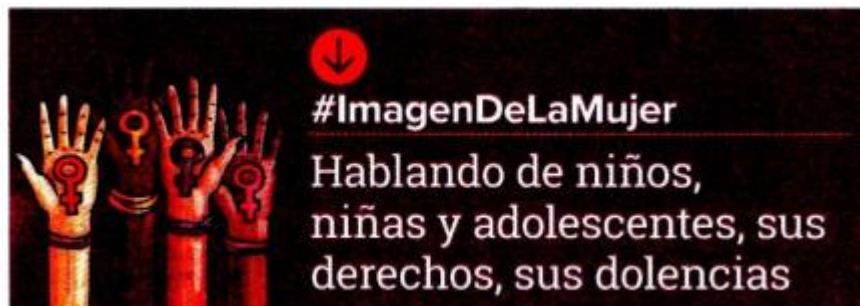 #ImagenDeLaMujer
Hablando de niños,
niñas y adolescentes, sus
derechos, sus dolencias